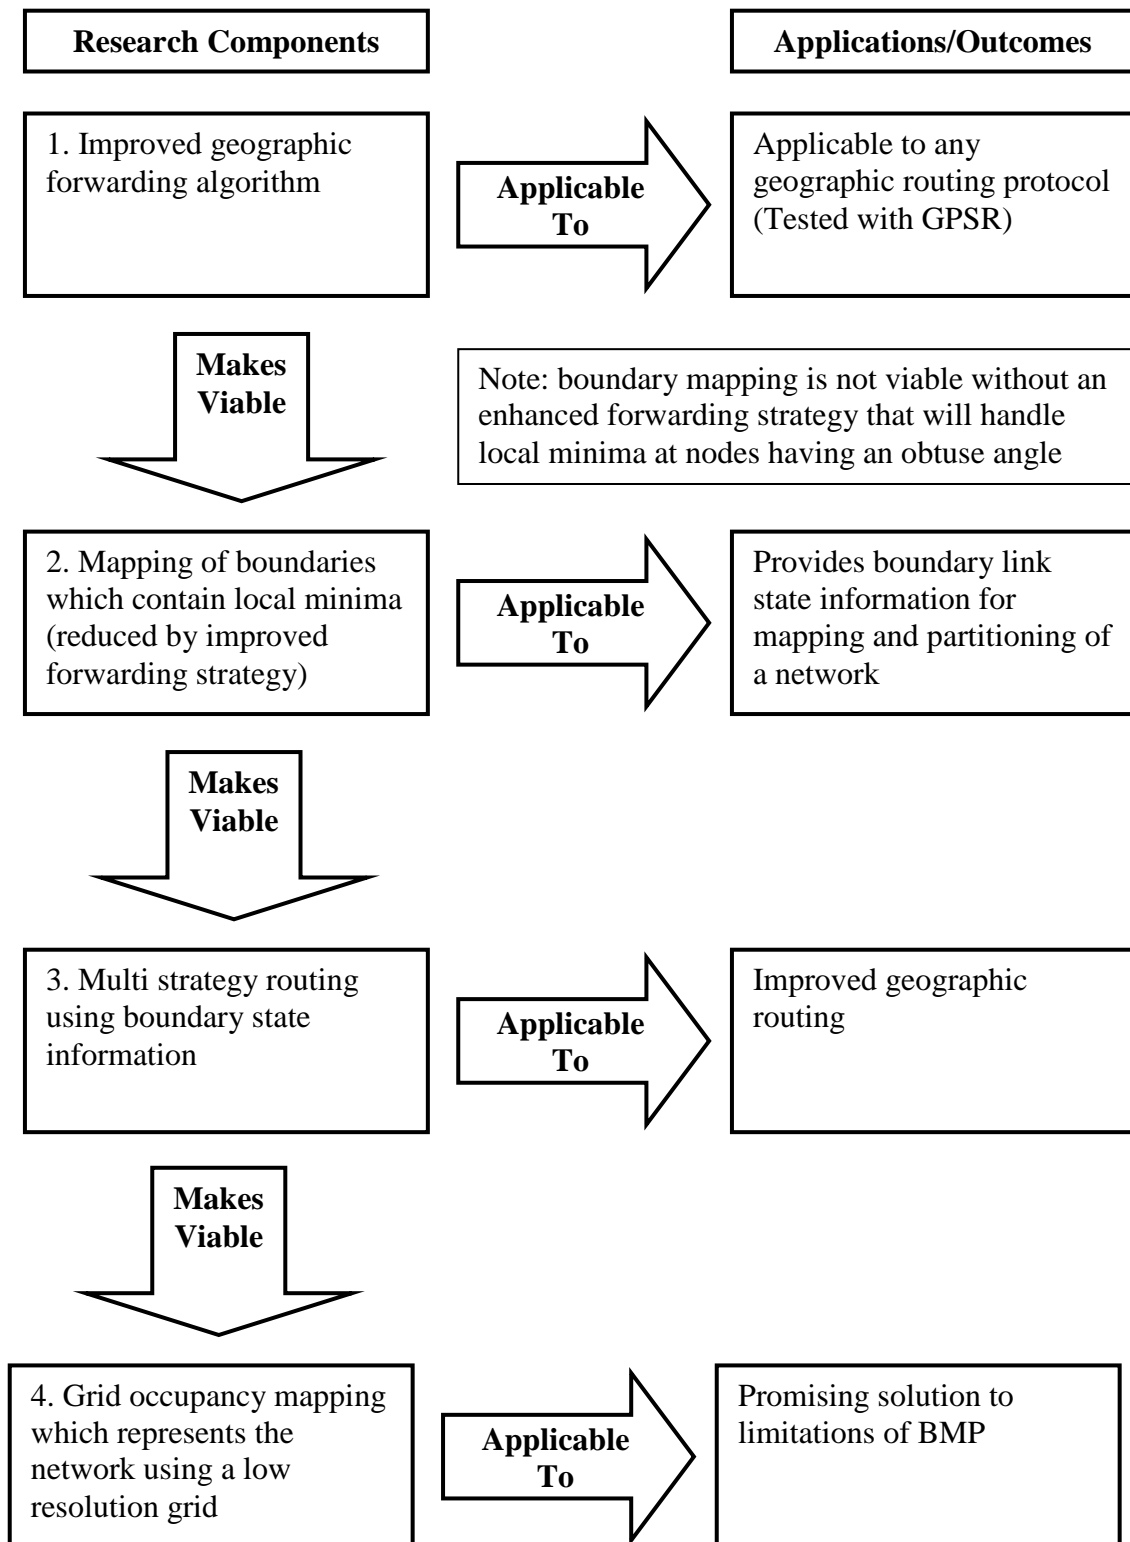 Research Components
Applications/Outcomes
1. Improved geographic
forwarding algorithm
Applicable
To
Applicable to any
geographic routing protocol
(Tested with GPSR)
Makes
Viable
Note: boundary mapping is not viable without an
enhanced forwarding strategy that will handle
local minima at nodes having an obtuse angle
2. Mapping of boundaries
which contain local minima
(reduced by improved
forwarding strategy)
Applicable
To
Provides boundary link
state information for
mapping and partitioning of
a network
Makes
Viable
3. Multi strategy routing
using boundary state
information
Applicable
To
Improved geographic
routing
Makes
Viable
4. Grid occupancy mapping
which represents the
network using a low
resolution grid
Applicable
To
Promising solution to
limitations of BMP